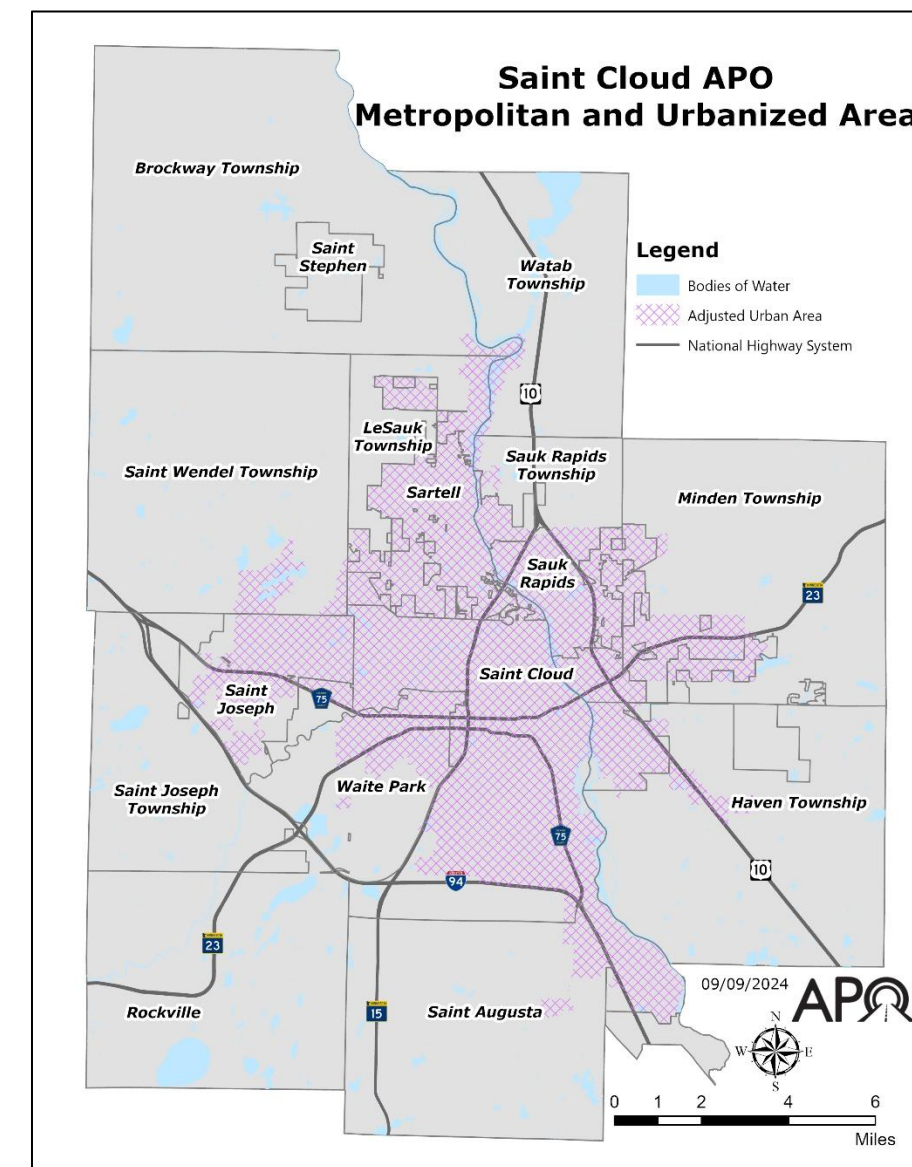 Saint Cloud APO
Metropolitan and Urbanized Area
Brockway Township
Saint
Stephen
Watab
Township
Legend
Bodies of Water
Adjusted Urban Area
National Highway System
10
LeSauk
Township
Saint Wendel Township
Sartell
Sauk Rapids
Township
Minden Township
Sauk
Rapids
23
Saint Cloud
Saint
Joseph
75
Waite Park
Saint Joseph
Township
Haven Township
75
10
94
23
15
Rockville
Saint Augusta
09/09/2024
APO
N
W
E
S
0 1 2 4 6
Miles